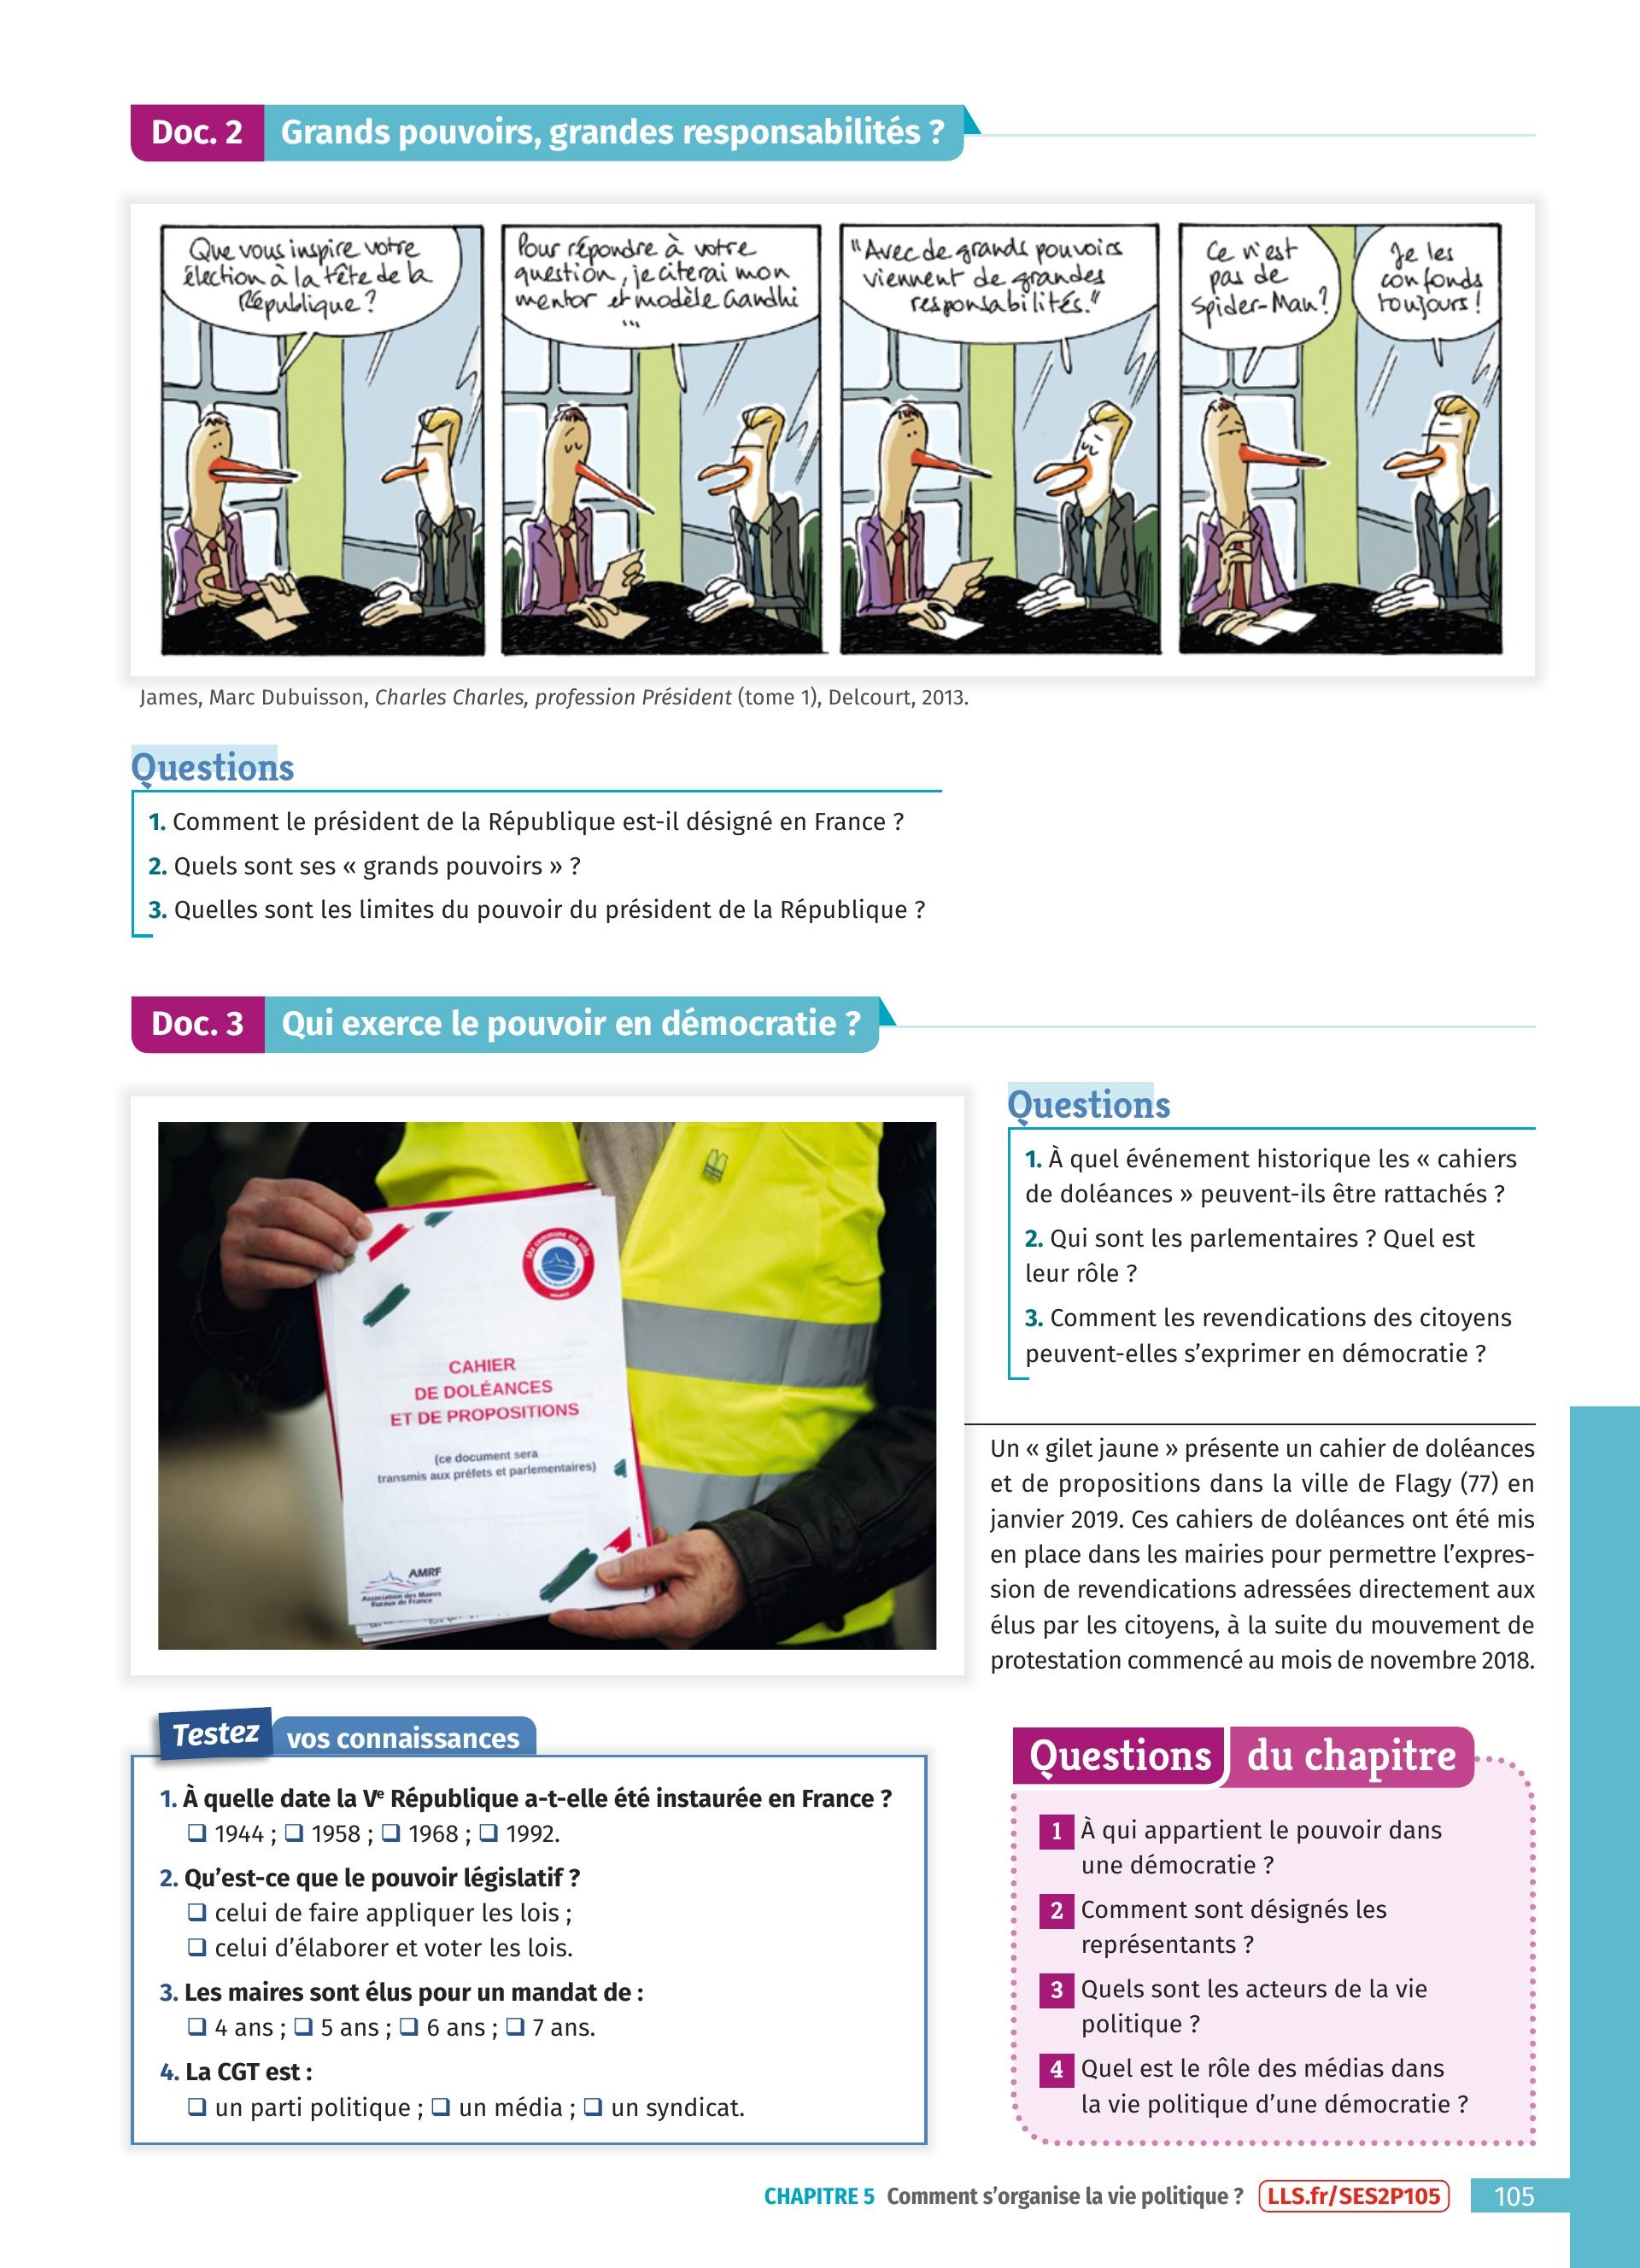 Doc. 2 Grands pouvoirs, grandes responsabilités ?
Que vous inspire votre
élection à la tête de la
République ?
Pour répondre à votre
question, je citerai mon
mentor et modèle Gandhi
...
"Avec de grands pouvoirs
viennent de grandes
responsabilités."
Ce n'est
pas de
Spider-Man ?
Je les
confonds
toujours !
James, Marc Dubuisson, Charles Charles, profession Président (tome 1), Delcourt, 2013.
Questions
1. Comment le président de la République est-il désigné en France ?
2. Quels sont ses « grands pouvoirs » ?
3. Quelles sont les limites du pouvoir du président de la République ?
Doc. 3 Qui exerce le pouvoir en démocratie ?
CAHIER
DE DOLÉANCES
ET DE PROPOSITIONS
(ce document sera
transmis aux préfets et parlementaires)
AMRF
Association des Maires
Ruraux de France
Questions
1. À quel événement historique les « cahiers
de doléances » peuvent-ils être rattachés ?
2. Qui sont les parlementaires ? Quel est
leur rôle ?
3. Comment les revendications des citoyens
peuvent-elles s'exprimer en démocratie ?
Un « gilet jaune » présente un cahier de doléances
et de propositions dans la ville de Flagy (77) en
janvier 2019. Ces cahiers de doléances ont été mis
en place dans les mairies pour permettre l'expres-
sion de revendications adressées directement aux
élus par les citoyens, à la suite du mouvement de
protestation commencé au mois de novembre 2018.
Testez vos connaissances
1. À quelle date la Ve République a-t-elle été instaurée en France ?
❑ 1944 ; ❑ 1958 ; ❑ 1968 ; ❑ 1992.
2. Qu'est-ce que le pouvoir législatif ?
❑ celui de faire appliquer les lois ;
❑ celui d'élaborer et voter les lois.
3. Les maires sont élus pour un mandat de :
❑ 4 ans ; ❑ 5 ans ; ❑ 6 ans ; ❑ 7 ans.
4. La CGT est :
❑ un parti politique ; ❑ un média ; ❑ un syndicat.
Questions du chapitre
1 À qui appartient le pouvoir dans
une démocratie ?
2 Comment sont désignés les
représentants ?
3 Quels sont les acteurs de la vie
politique ?
4 Quel est le rôle des médias dans
la vie politique d'une démocratie ?
CHAPITRE 5 Comment s'organise la vie politique ? LLS.fr/SES2P105 105